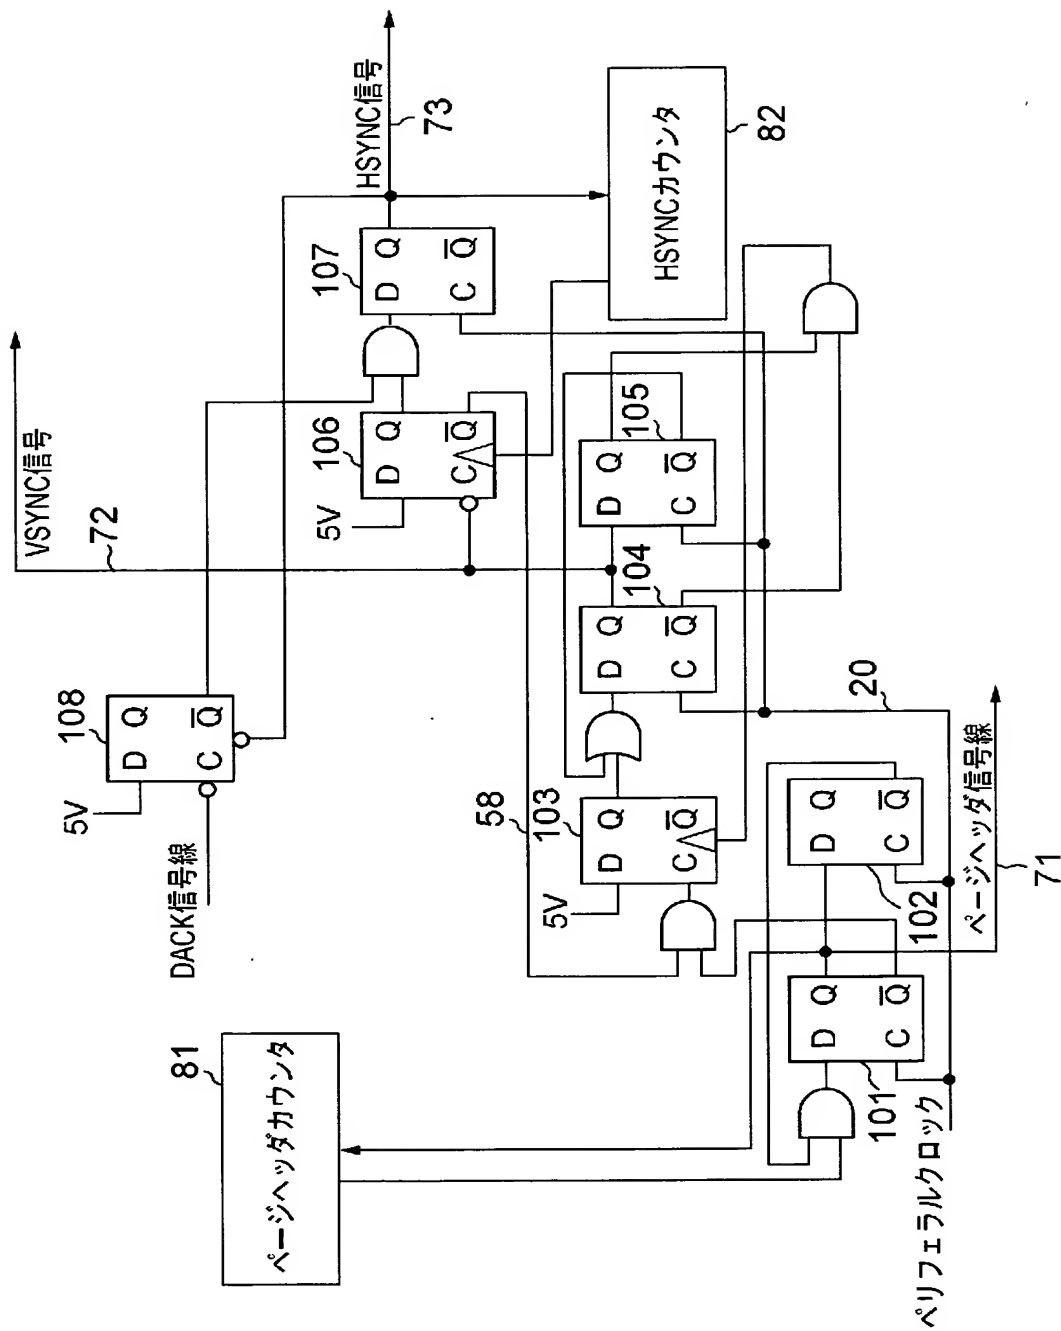 ページヘッダカウンタ
81
DACK信号線
5V
108
D Q
C Q
VSYNC信号
72
5V
106
D Q
C Q
107
D Q
C Q
HSYNC信号
73
HSYNCカウンタ
82
58
5V
103
D Q
C Q
104
D Q
C Q
105
D Q
C Q
101
D Q
C Q
102
D Q
C Q
20
ペリフェラルクロック
ページヘッダ信号線
71